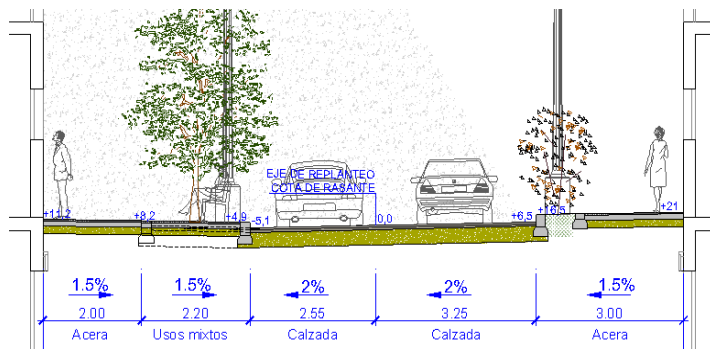 EJE DE REPLANTEO
COTA DE RASANTE
+11,2 +8,2 +4,9 -5,1 0,0 +6,5 +16,5 +21
1.5% 1.5% 2% 2% 1.5%
2.00 2.20 2.55 3.25 3.00
Acera Usos mixtos Calzada Calzada Acera